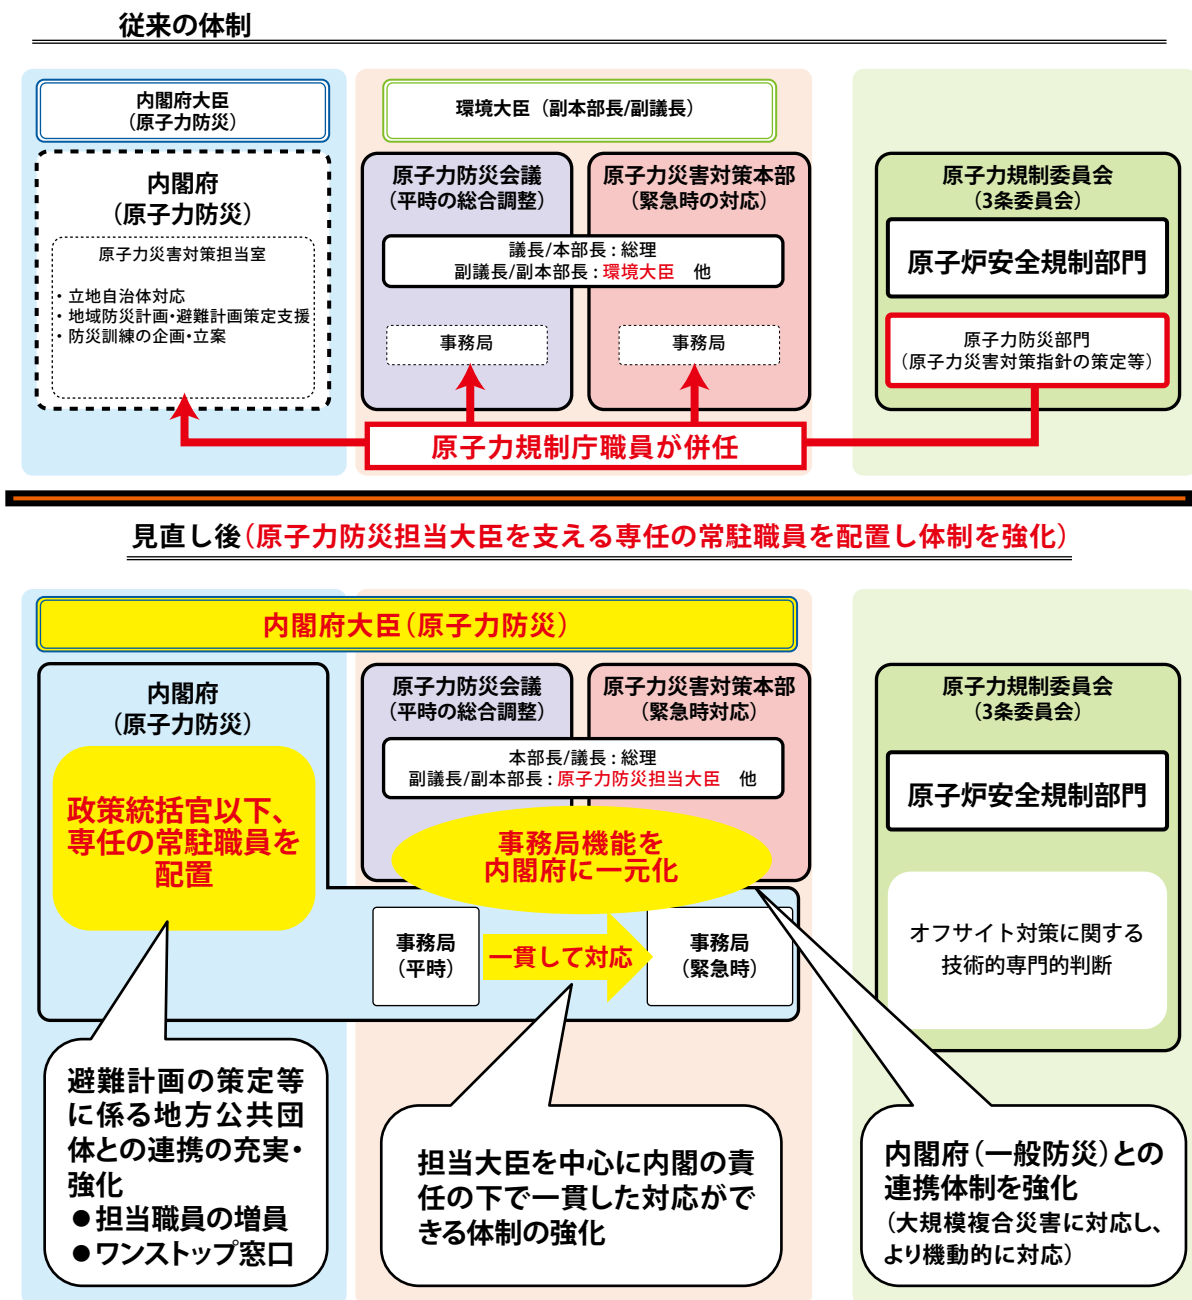 従来の体制
内閣府大臣
（原子力防災）
環境大臣（副本部長/副議長）
内閣府
（原子力防災）
原子力災害対策担当室
・立地自治体対応
・地域防災計画・避難計画策定支援
・防災訓練の企画・立案
原子力防災会議
（平時の総合調整）
原子力災害対策本部
（緊急時の対応）
議長/本部長：総理
副議長/副本部長：環境大臣　他
事務局
事務局
原子力規制委員会
（3条委員会）
原子炉安全規制部門
原子力防災部門
（原子力災害対策指針の策定等）
原子力規制庁職員が併任
見直し後（原子力防災担当大臣を支える専任の常駐職員を配置し体制を強化）
内閣府大臣（原子力防災）
内閣府
（原子力防災）
政策統括官以下、
専任の常駐職員を
配置
原子力防災会議
（平時の総合調整）
原子力災害対策本部
（緊急時対応）
本部長/議長：総理
副議長/副本部長：原子力防災担当大臣　他
事務局機能を
内閣府に一元化
事務局
（平時）
一貫して対応
事務局
（緊急時）
原子力規制委員会
（3条委員会）
原子炉安全規制部門
オフサイト対策に関する
技術的専門的判断
避難計画の策定等
に係る地方公共団
体との連携の充実・
強化
●担当職員の増員
●ワンストップ窓口
担当大臣を中心に内閣の責
任の下で一貫した対応がで
きる体制の強化
内閣府（一般防災）との
連携体制を強化
（大規模複合災害に対応し、
より機動的に対応）